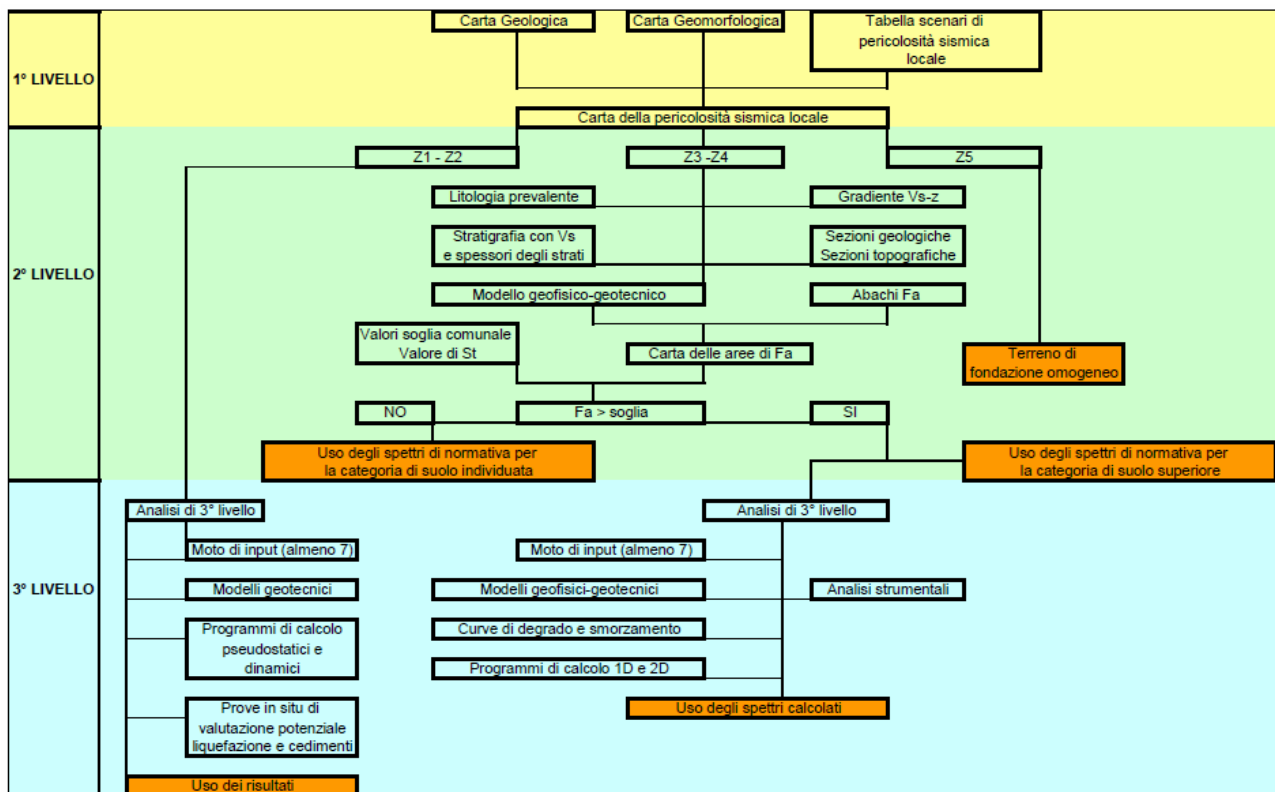 Carta Geologica
Carta Geomorfologica
Tabella scenari di
pericolosità sismica
locale
1° LIVELLO
Carta della pericolosità sismica locale
Z1 - Z2
Z3 -Z4
Z5
Litologia prevalente
Gradiente Vs-z
Stratigrafia con Vs
e spessori degli strati
Sezioni geologiche
Sezioni topografiche
2° LIVELLO
Modello geofisico-geotecnico
Abachi Fa
Valori soglia comunale
Valore di St
Carta delle aree di Fa
Terreno di
fondazione omogeneo
NO
Fa > soglia
SI
Uso degli spettri di normativa per
la categoria di suolo individuata
Uso degli spettri di normativa per
la categoria di suolo superiore
Analisi di 3° livello
Analisi di 3° livello
Moto di input (almeno 7)
Moto di input (almeno 7)
3° LIVELLO
Modelli geotecnici
Modelli geofisici-geotecnici
Analisi strumentali
Programmi di calcolo
pseudostatici e
dinamici
Curve di degrado e smorzamento
Programmi di calcolo 1D e 2D
Prove in situ di
valutazione potenziale
liquefazione e cedimenti
Uso degli spettri calcolati
Uso dei risultati